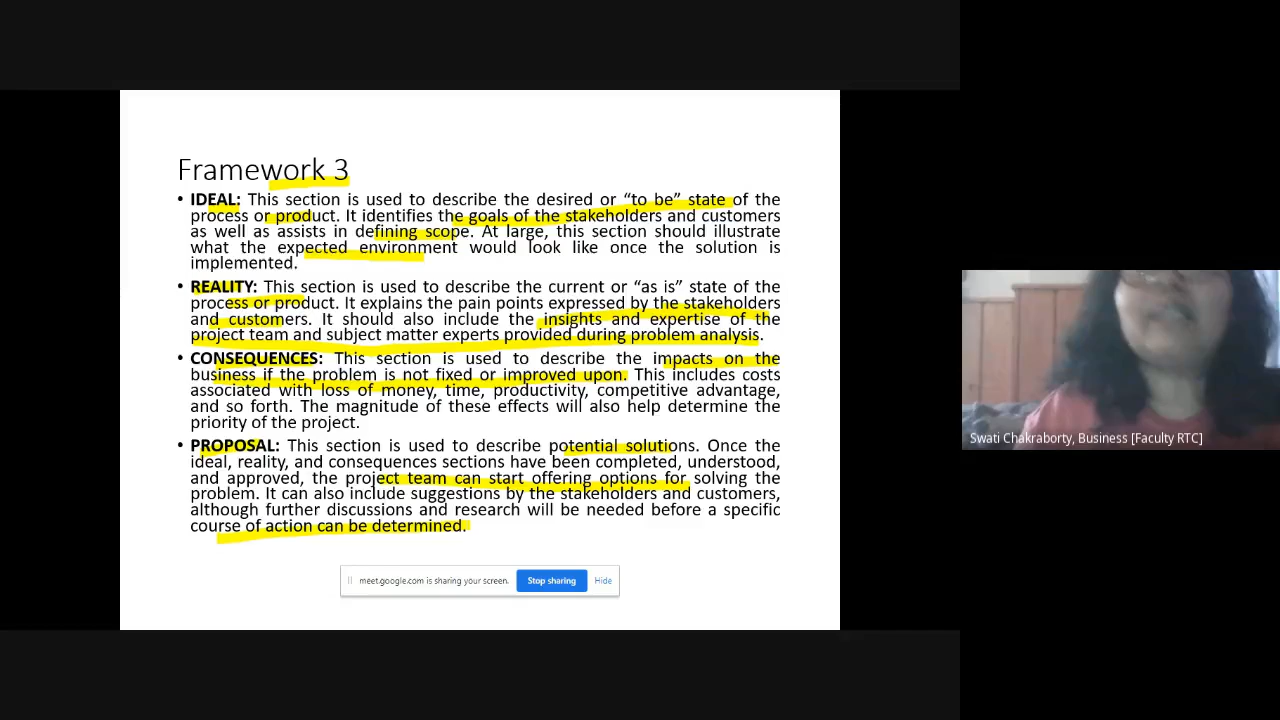 Framework 3
• IDEAL: This section is used to describe the desired or “to be” state of the
process or product. It identifies the goals of the stakeholders and customers
as well as assists in defining scope. At large, this section should illustrate
what the expected environment would look like once the solution is
implemented.
• REALITY: This section is used to describe the current or “as is” state of the
process or product. It explains the pain points expressed by the stakeholders
and customers. It should also include the insights and expertise of the
project team and subject matter experts provided during problem analysis.
• CONSEQUENCES: This section is used to describe the impacts on the
business if the problem is not fixed or improved upon. This includes costs
associated with loss of money, time, productivity, competitive advantage,
and so forth. The magnitude of these effects will also help determine the
priority of the project.
• PROPOSAL: This section is used to describe potential solutions. Once the
ideal, reality, and consequences sections have been completed, understood,
and approved, the project team can start offering options for solving the
problem. It can also include suggestions by the stakeholders and customers,
although further discussions and research will be needed before a specific
course of action can be determined.
meet.google.com is sharing your screen. Stop sharing Hide
Swati Chakraborty, Business [Faculty RTC]